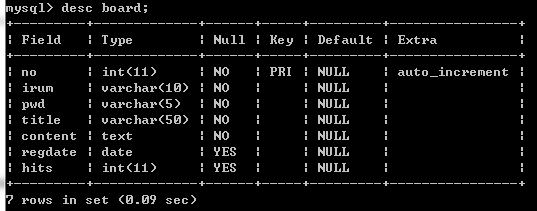 mysql> desc board;
+----------+-------------+------+-----+---------+----------------+
| Field    | Type        | Null | Key | Default | Extra          |
+----------+-------------+------+-----+---------+----------------+
| no       | int(11)     | NO   | PRI | NULL    | auto_increment |
| irum     | varchar(10) | NO   |     | NULL    |                |
| pwd      | varchar(5)  | NO   |     | NULL    |                |
| title    | varchar(50) | NO   |     | NULL    |                |
| content  | text        | NO   |     | NULL    |                |
| regdate  | date        | YES  |     | NULL    |                |
| hits     | int(11)     | YES  |     | NULL    |                |
+----------+-------------+------+-----+---------+----------------+
7 rows in set (0.09 sec)